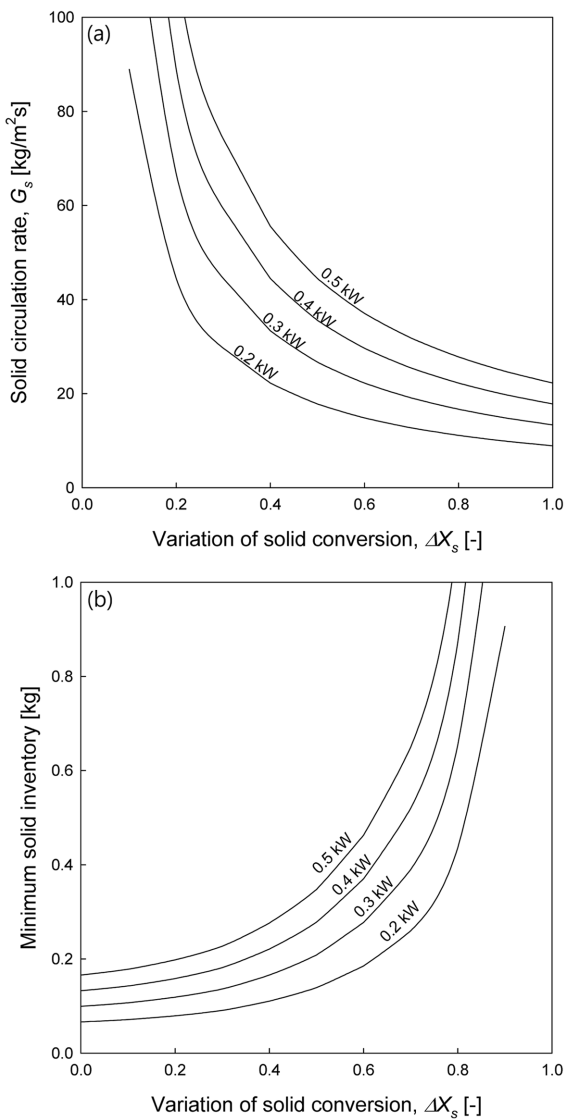 (a)
100
80
60
40
20
0
Solid circulation rate, Gs [kg/m²s]
0.5 kW
0.4 kW
0.3 kW
0.2 kW
0.0 0.2 0.4 0.6 0.8 1.0
Variation of solid conversion, ΔXs [-]
(b)
1.0
0.8
0.6
0.4
0.2
0.0
Minimum solid inventory [kg]
0.5 kW
0.4 kW
0.3 kW
0.2 kW
0.0 0.2 0.4 0.6 0.8 1.0
Variation of solid conversion, ΔXs [-]